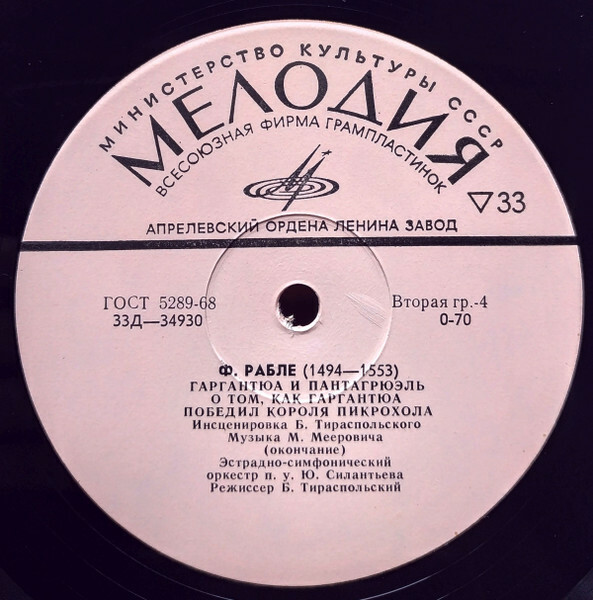 МИНИСТЕРСТВО КУЛЬТУРЫ СССР
МЕЛОДИЯ
ВСЕСОЮЗНАЯ ФИРМА ГРАМПЛАСТИНОК
▽33
АПРЕЛЕВСКИЙ ОРДЕНА ЛЕНИНА ЗАВОД
ГОСТ 5289-68 Вторая гр.-4
33Д—34930 0-70
Ф. РАБЛЕ (1494—1553)
ГАРГАНТЮА И ПАНТАГРЮЭЛЬ
О ТОМ, КАК ГАРГАНТЮА
ПОБЕДИЛ КОРОЛЯ ПИКРОХОЛА
Инсценировка Б. Тираспольского
Музыка М. Мееровича
(окончание)
Эстрадно-симфонический
оркестр п. у. Ю. Силантьева
Режиссер Б. Тираспольский